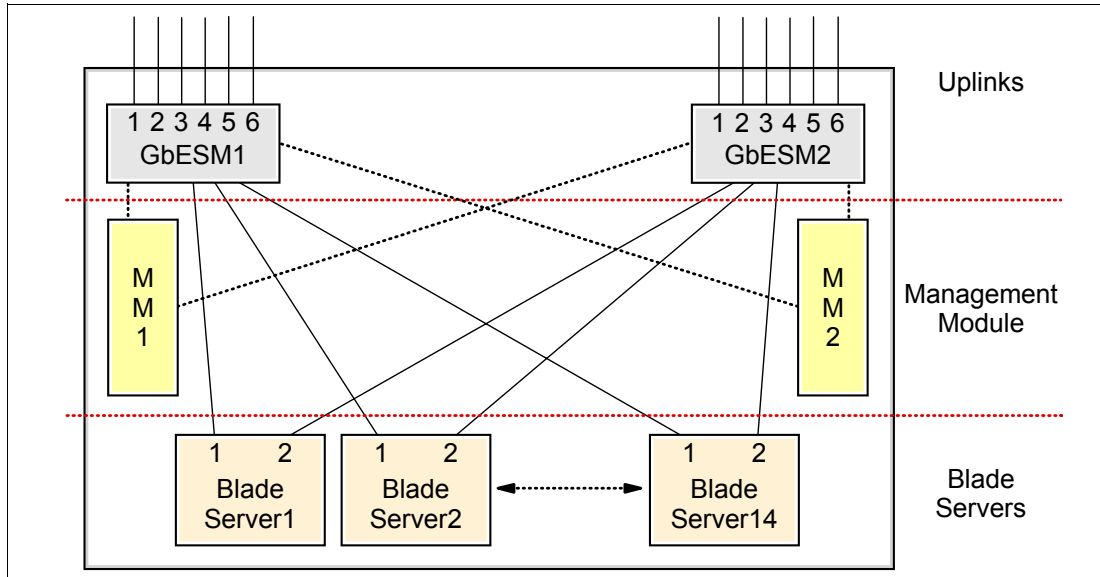 Uplinks
1 2 3 4 5 6
GbESM1
1 2 3 4 5 6
GbESM2
M
M
1
M
M
2
Management
Module
1 2
Blade
Server1
1 2
Blade
Server2
1 2
Blade
Server14
Blade
Servers